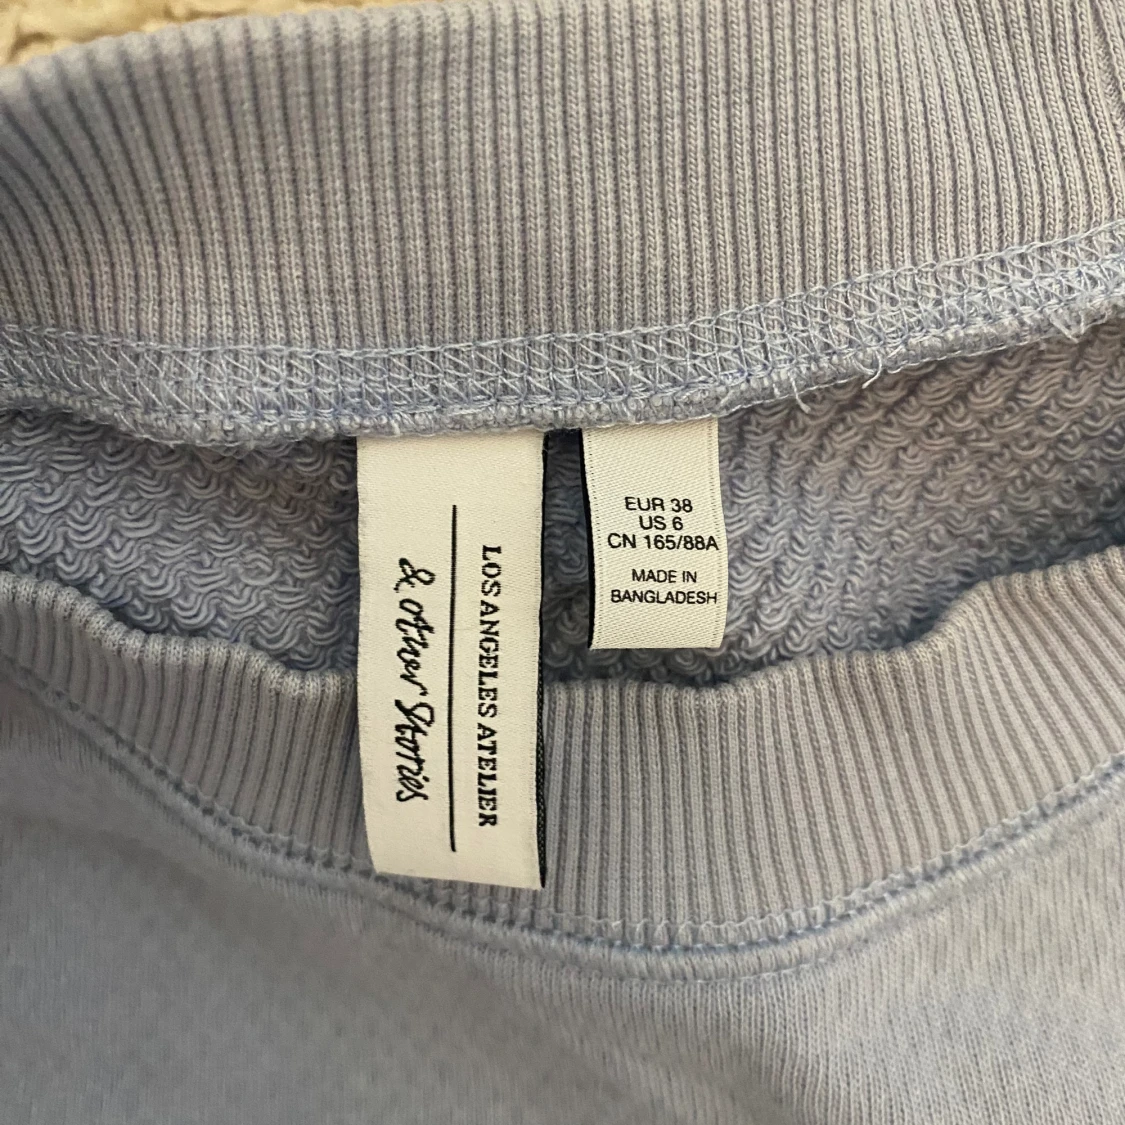 LOS ANGELES ATELIER
& Other Stories
EUR 38
US 6
CN 165/88A
MADE IN
BANGLADESH